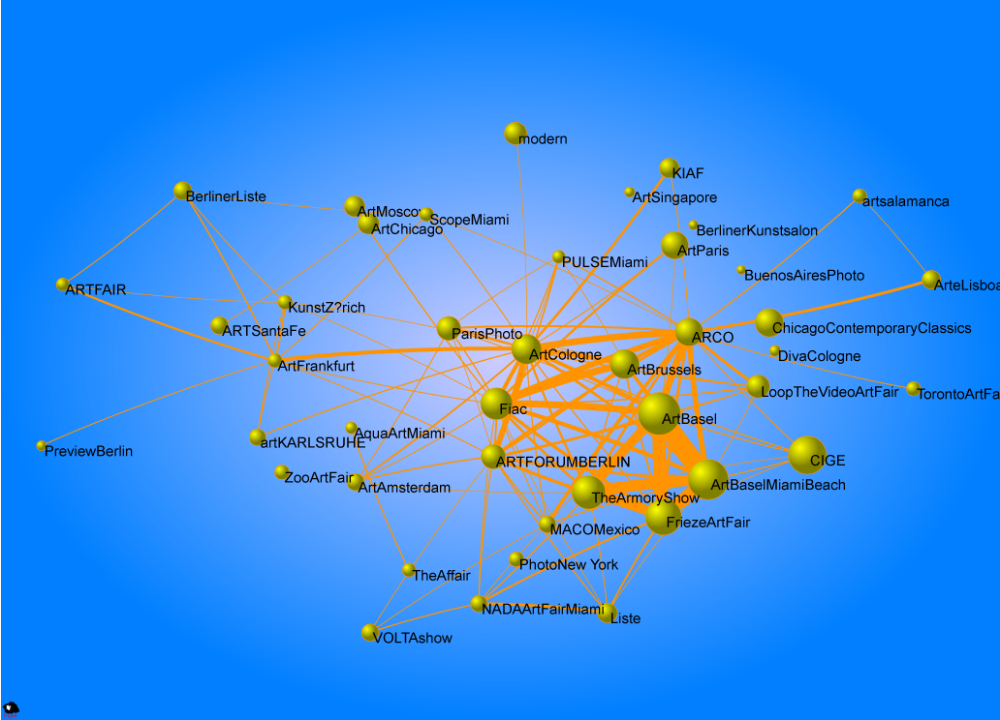 modern
KIAF
BerlinerListe
ArtSingapore
artsalamanca
ArtMoscov
ScopeMiami
ArtChicago
BerlinerKunstsalon
ArtParis
PULSEMiami
BuenosAiresPhoto
ARTFAIR
ArteLisboa
KunstZ?rich
ARTSantaFe
ParisPhoto
ChicagoContemporaryClassics
ARCO
ArtCologne
DivaCologne
ArtFrankfurt
ArtBrussels
LoopTheVideoArtFair
TorontoArtFa
Fiac
ArtBasel
AquaArtMiami
artKARLSRUHE
PreviewBerlin
ARTFORUMBERLIN
CIGE
ZooArtFair
ArtAmsterdam
ArtBaselMiamiBeach
TheArmoryShow
FriezeArtFair
MACOMexico
PhotoNew York
TheAffair
NADAArtFairMiami
Liste
VOLTAshow